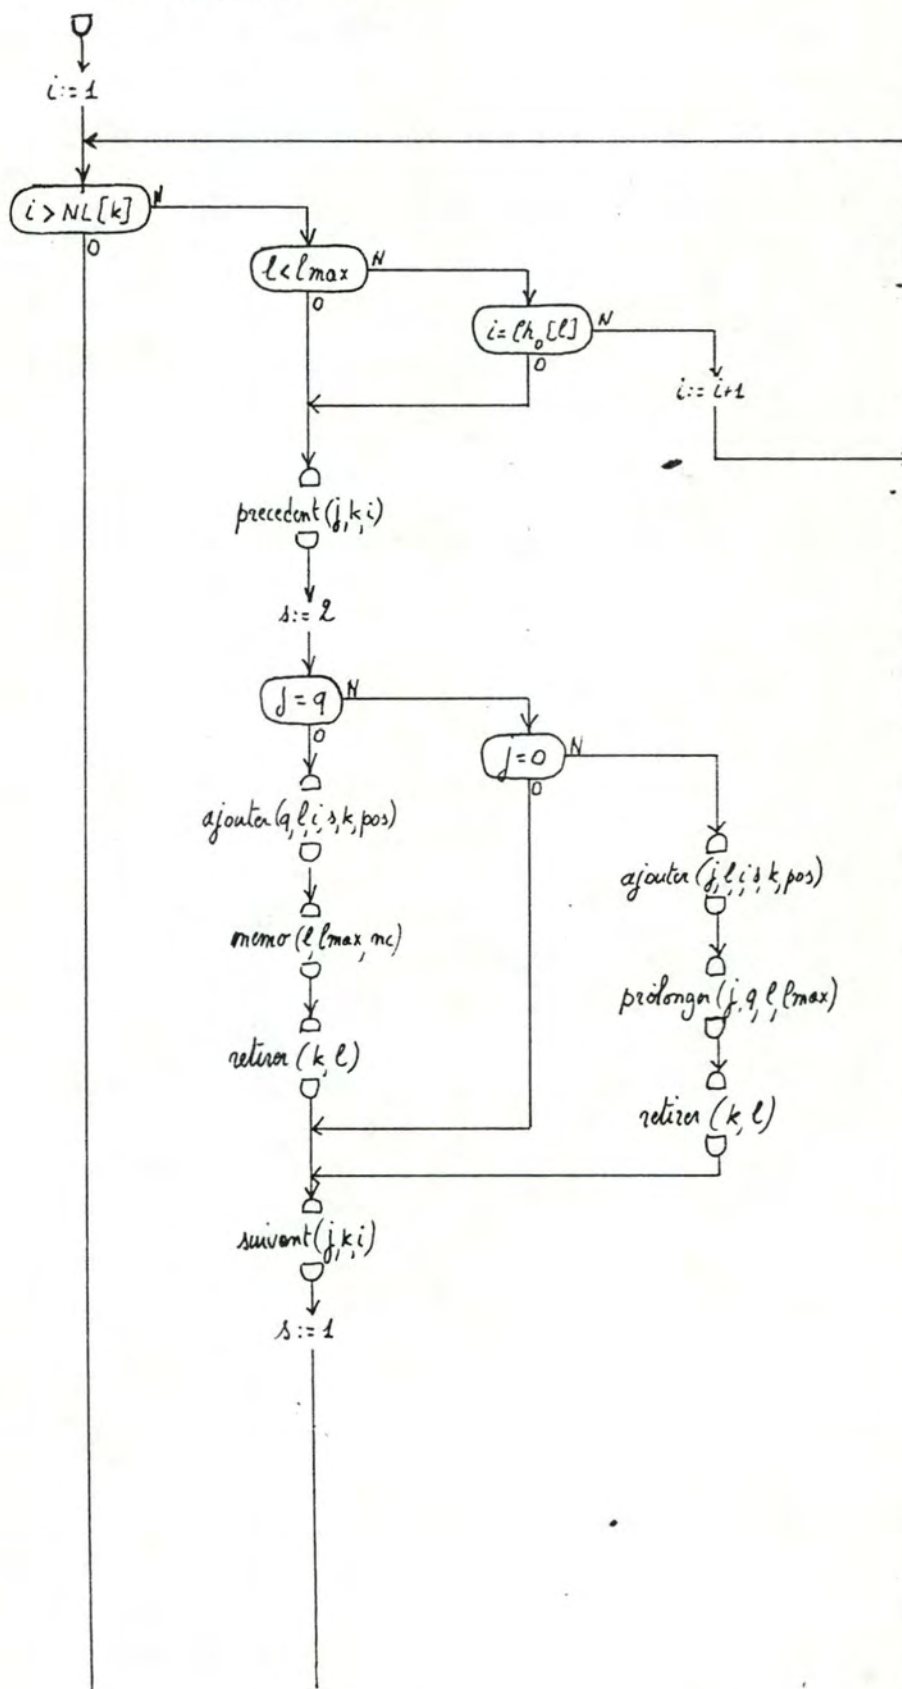 i:=1
i > NL[k]
N
O
l < lmax
N
O
i = lh₀[l]
N
O
i:= i+1
precedent (j, k, i)
s:= 2
j = q
N
O
j = 0
N
O
ajouter (q, l, i, s, k, pos)
ajouter (j, l, i, s, k, pos)
memo (l, lmax, nc)
prolonger (j, q, l, lmax)
retirer (k, l)
retirer (k, l)
suivant (j, k, i)
s:= 1